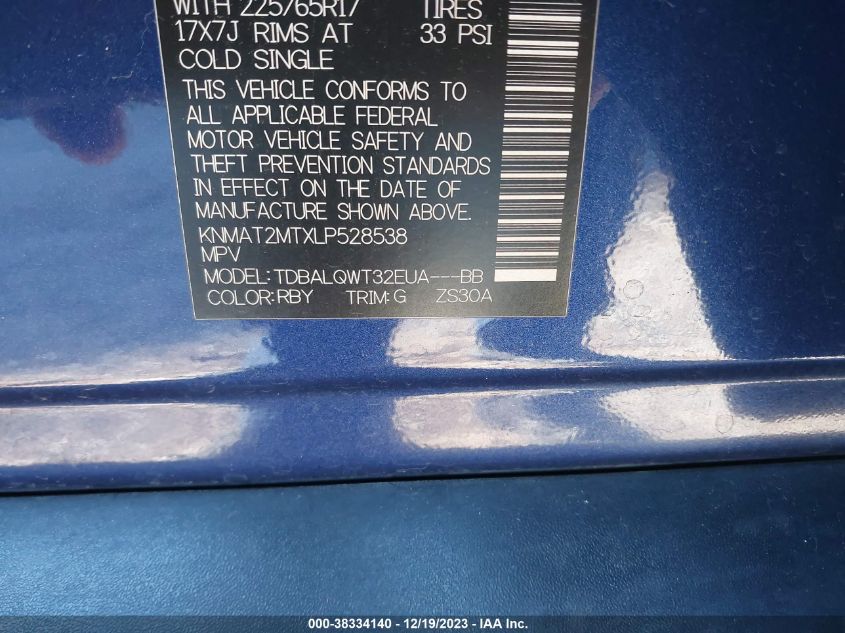 WITH 225/65R17 TIRES
17X7J RIMS AT 33 PSI
COLD SINGLE
THIS VEHICLE CONFORMS TO
ALL APPLICABLE FEDERAL
MOTOR VEHICLE SAFETY AND
THEFT PREVENTION STANDARDS
IN EFFECT ON THE DATE OF
MANUFACTURE SHOWN ABOVE.
KNMAT2MTXLP528538
MPV
MODEL:TDBALQWT32EUA---BB
COLOR:RBY TRIM:G ZS30A
000-38334140 - 12/19/2023 - IAA Inc.